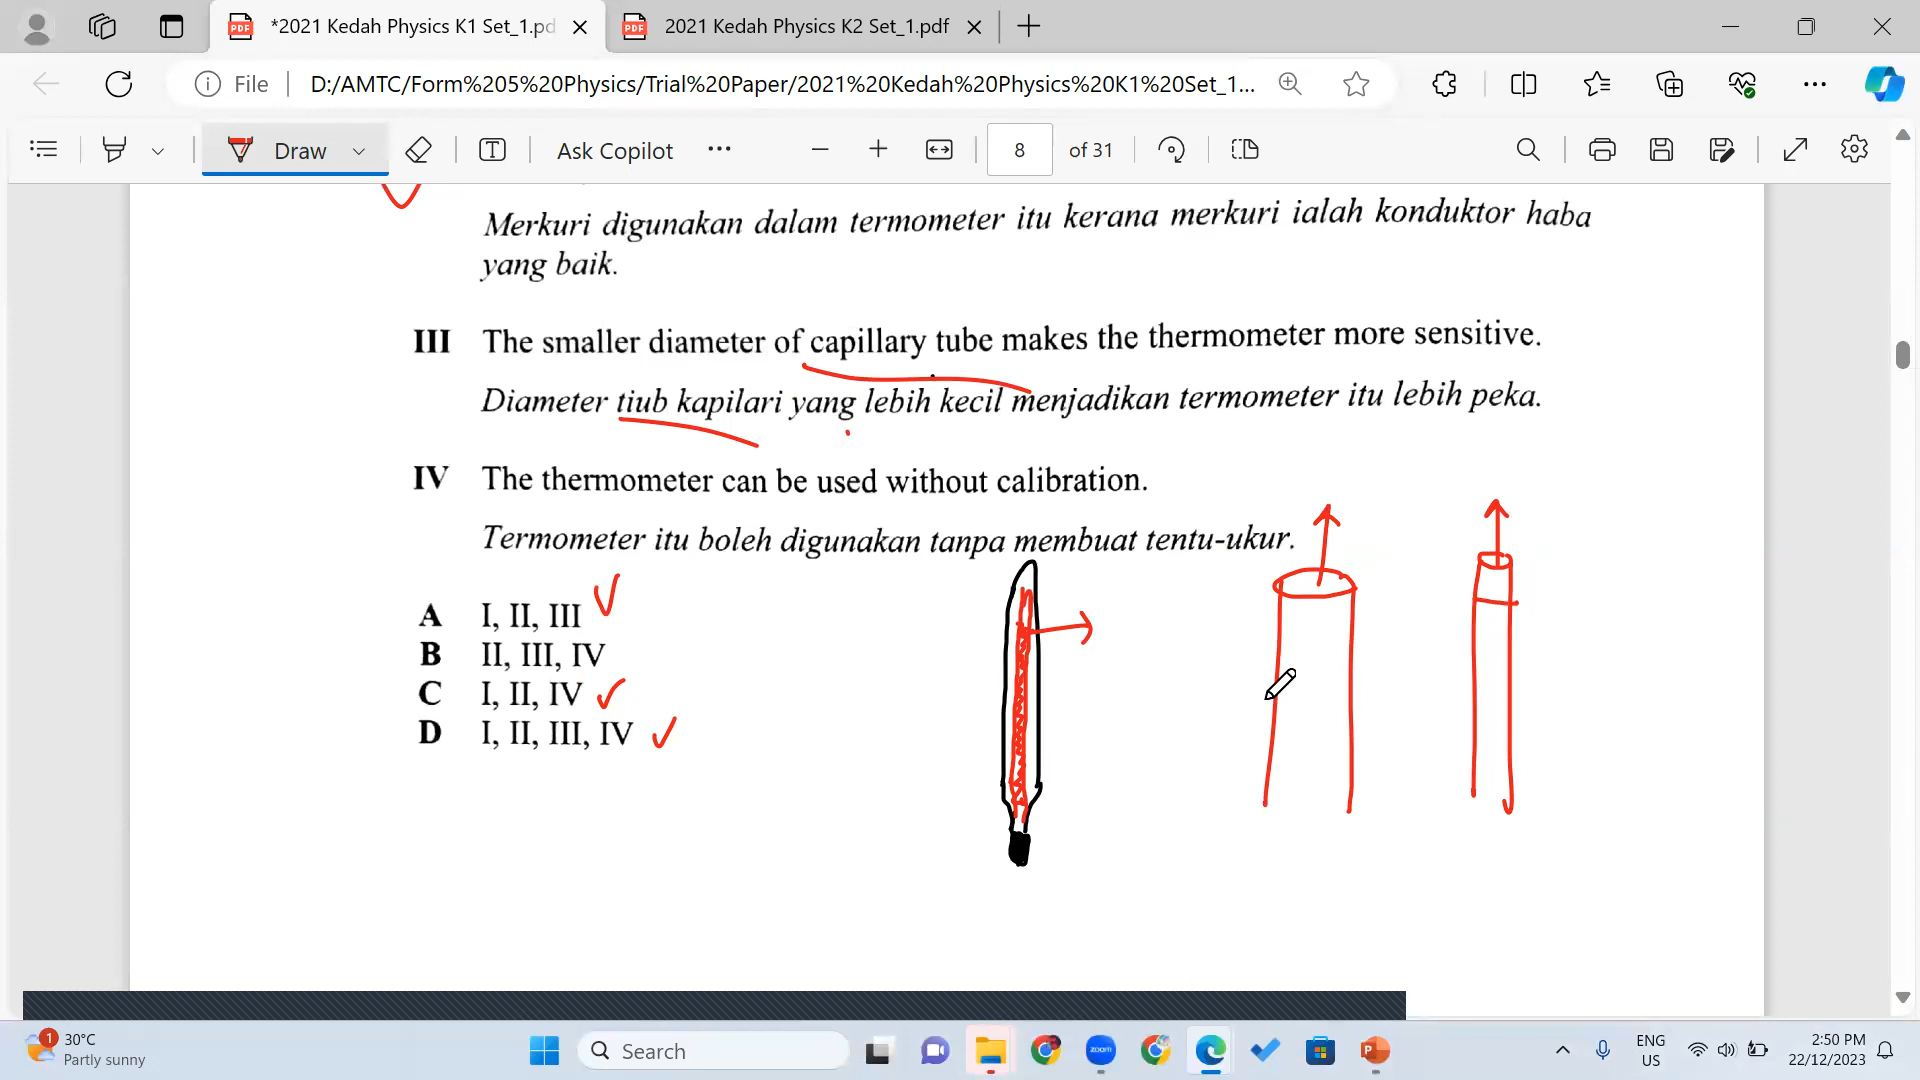 *2021 Kedah Physics K1 Set_1.pd
2021 Kedah Physics K2 Set_1.pdf
File
D:/AMTC/Form%205%20Physics/Trial%20Paper/2021%20Kedah%20Physics%20K1%20Set_1...
Draw
Ask Copilot
8 of 31
Merkuri digunakan dalam termometer itu kerana merkuri ialah konduktor haba
yang baik.
III The smaller diameter of capillary tube makes the thermometer more sensitive.
Diameter tiub kapilari yang lebih kecil menjadikan termometer itu lebih peka.
IV The thermometer can be used without calibration.
Termometer itu boleh digunakan tanpa membuat tentu-ukur.
A I, II, III
B II, III, IV
C I, II, IV
D I, II, III, IV
1
30°C
Partly sunny
Search
zoom
ENG
US
2:50 PM
22/12/2023